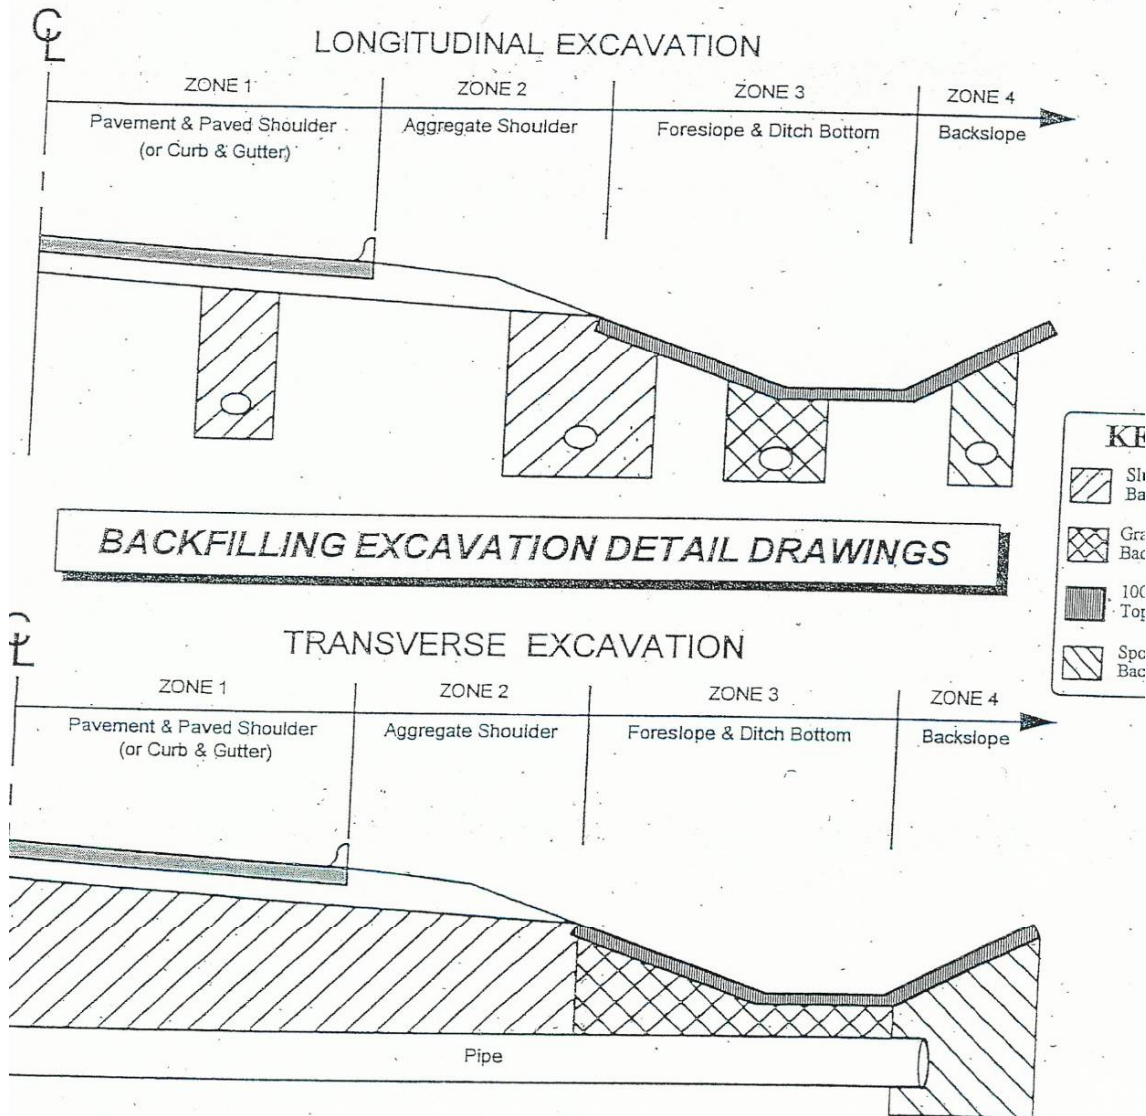 LONGITUDINAL EXCAVATION
ZONE 1
ZONE 2
ZONE 3
ZONE 4
Pavement & Paved Shoulder
(or Curb & Gutter)
Aggregate Shoulder
Foreslope & Ditch Bottom
Backslope
BACKFILLING EXCAVATION DETAIL DRAWINGS
TRANSVERSE EXCAVATION
ZONE 1
ZONE 2
ZONE 3
ZONE 4
Pavement & Paved Shoulder
(or Curb & Gutter)
Aggregate Shoulder
Foreslope & Ditch Bottom
Backslope
Pipe